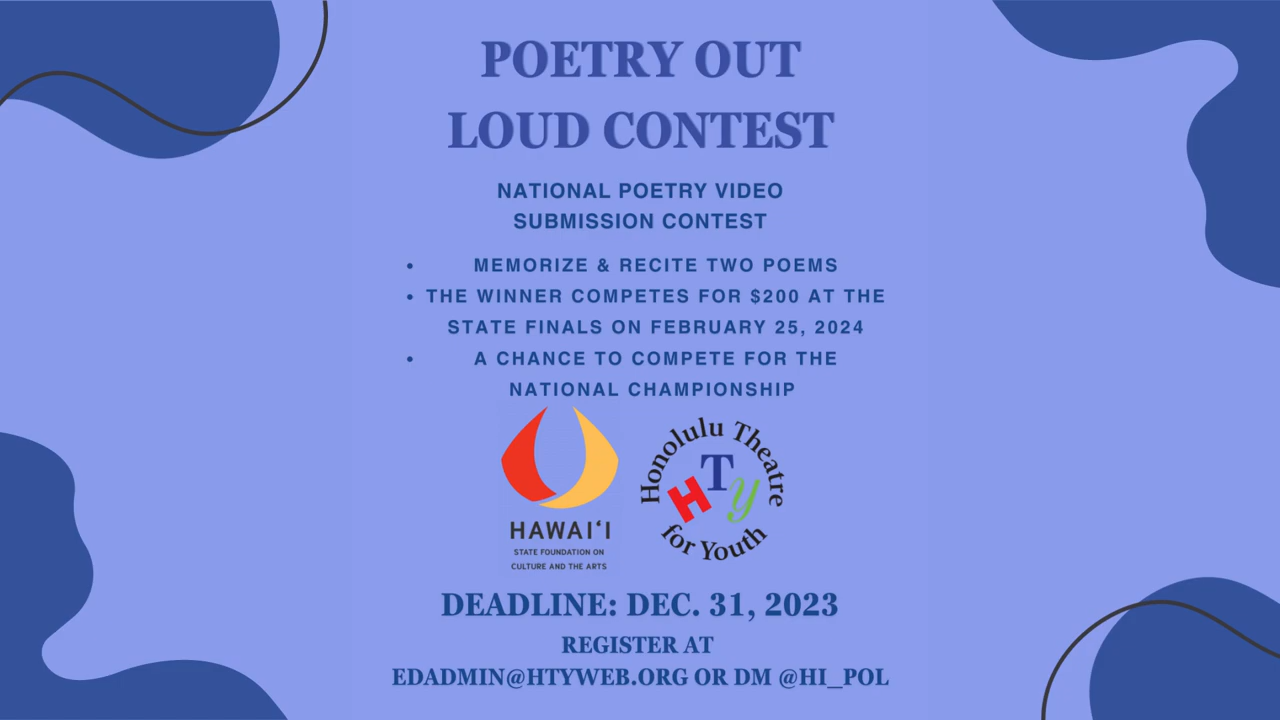 POETRY OUT
LOUD CONTEST
NATIONAL POETRY VIDEO
SUBMISSION CONTEST
• MEMORIZE & RECITE TWO POEMS
• THE WINNER COMPETES FOR $200 AT THE
STATE FINALS ON FEBRUARY 25, 2024
• A CHANCE TO COMPETE FOR THE
NATIONAL CHAMPIONSHIP
HAWAIʻI
STATE FOUNDATION ON
CULTURE AND THE ARTS
Honolulu Theatre
HTy
for Youth
DEADLINE: DEC. 31, 2023
REGISTER AT
EDADMIN@HTYWEB.ORG OR DM @HI_POL